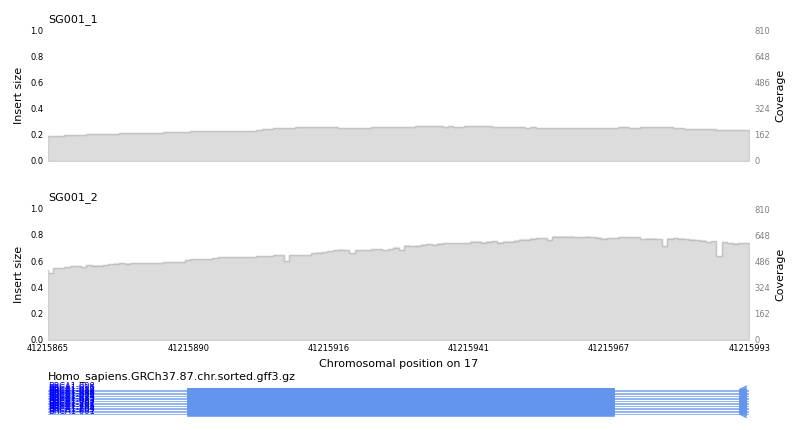 SG001_1
1.0 810
0.8 648
0.6 486
0.4 324
0.2 162
0.0 0
Insert size
Coverage
SG001_2
1.0 810
0.8 648
0.6 486
0.4 324
0.2 162
0.0 0
Insert size
Coverage
41215865 41215890 41215916 41215941 41215967 41215993
Chromosomal position on 17
Homo_sapiens.GRCh37.87.chr.sorted.gff3.gz